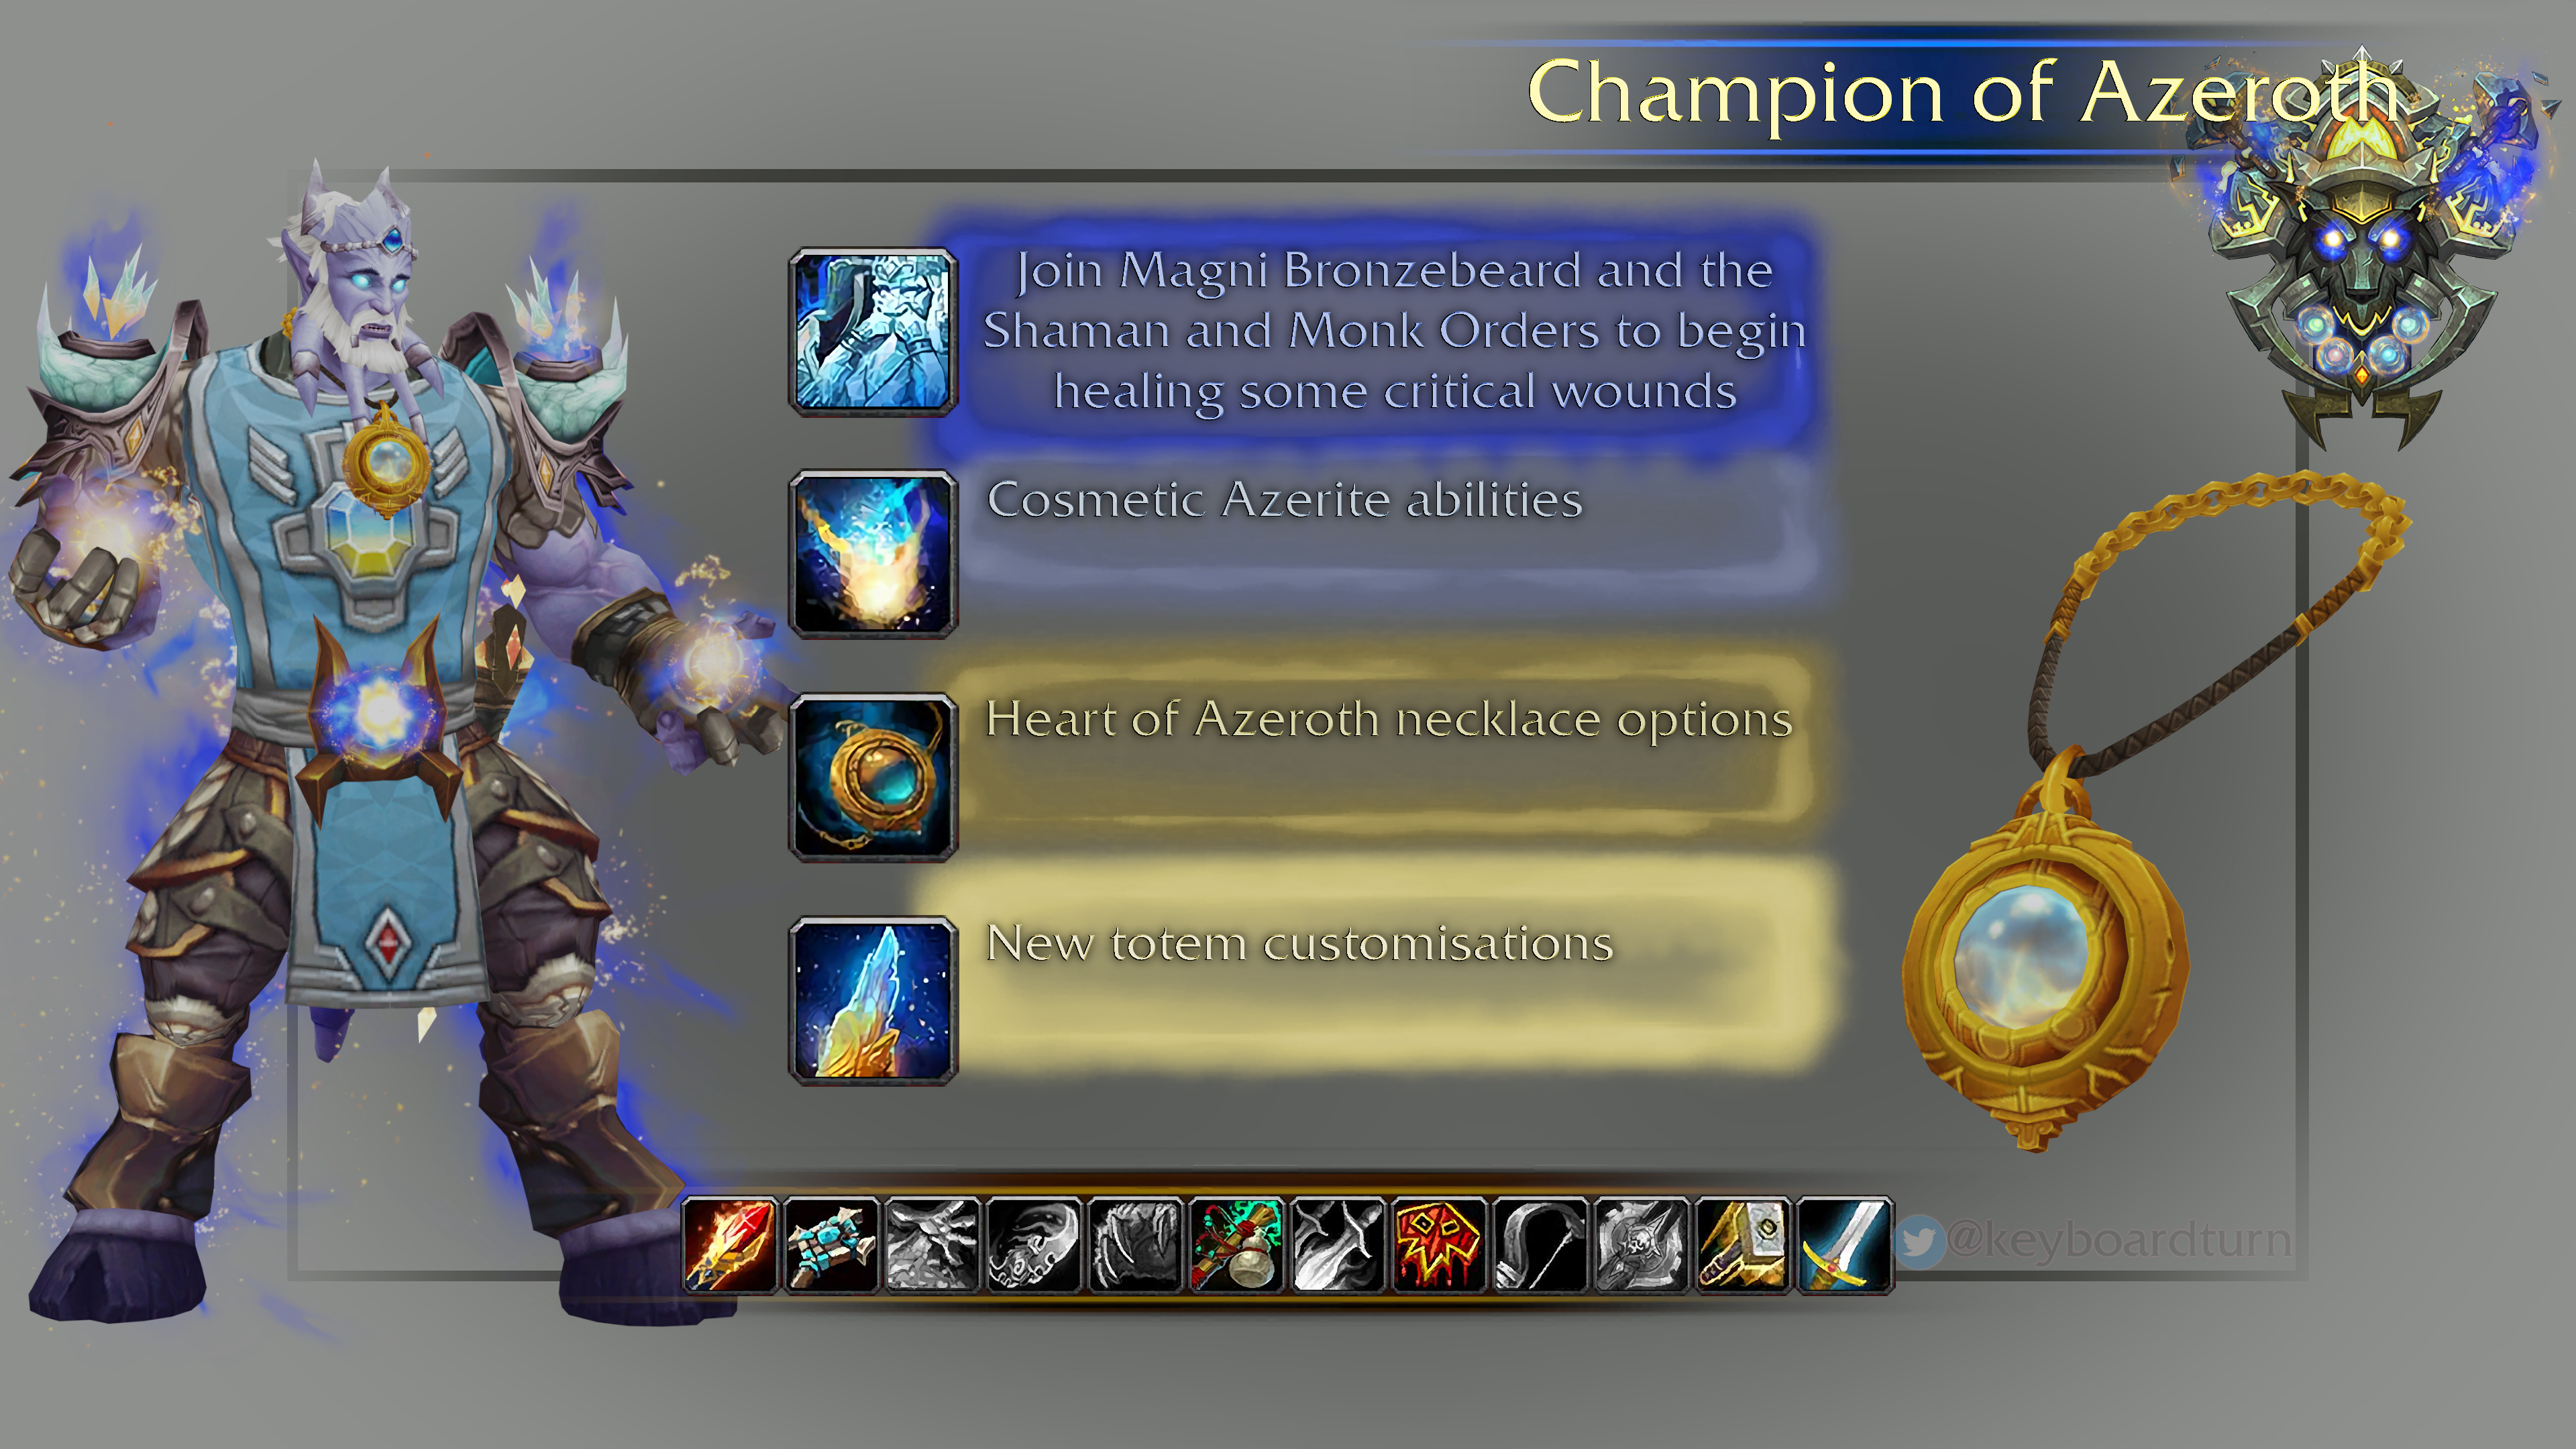 Champion of Azeroth
Join Magni Bronzebeard and the
Shaman and Monk Orders to begin
healing some critical wounds
Cosmetic Azerite abilities
Heart of Azeroth necklace options
New totem customisations
@keyboardturn